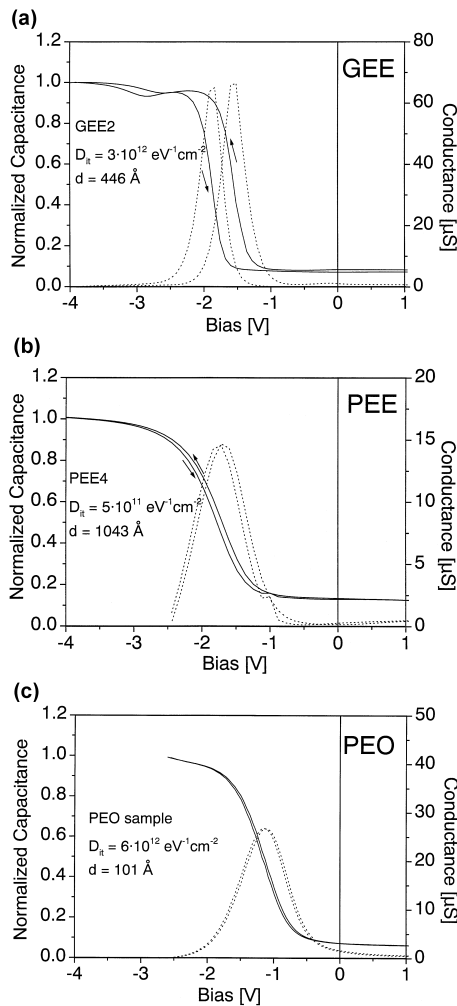 (a)
1.2
1.0
0.8
0.6
0.4
0.2
0.0
Normalized Capacitance
GEE
GEE2
D_it = 3·10^12 eV^-1cm^-2
d = 446 Å
80
60
40
20
0
Conductance [µS]
-4 -3 -2 -1 0 1
Bias [V]
(b)
1.2
1.0
0.8
0.6
0.4
0.2
0.0
Normalized Capacitance
PEE
PEE4
D_it = 5·10^11 eV^-1cm^-2
d = 1043 Å
20
15
10
5
0
Conductance [µS]
-4 -3 -2 -1 0 1
Bias [V]
(c)
1.2
1.0
0.8
0.6
0.4
0.2
0.0
Normalized Capacitance
PEO
PEO sample
D_it = 6·10^12 eV^-1cm^-2
d = 101 Å
50
40
30
20
10
0
Conductance [µS]
-4 -3 -2 -1 0 1
Bias [V]